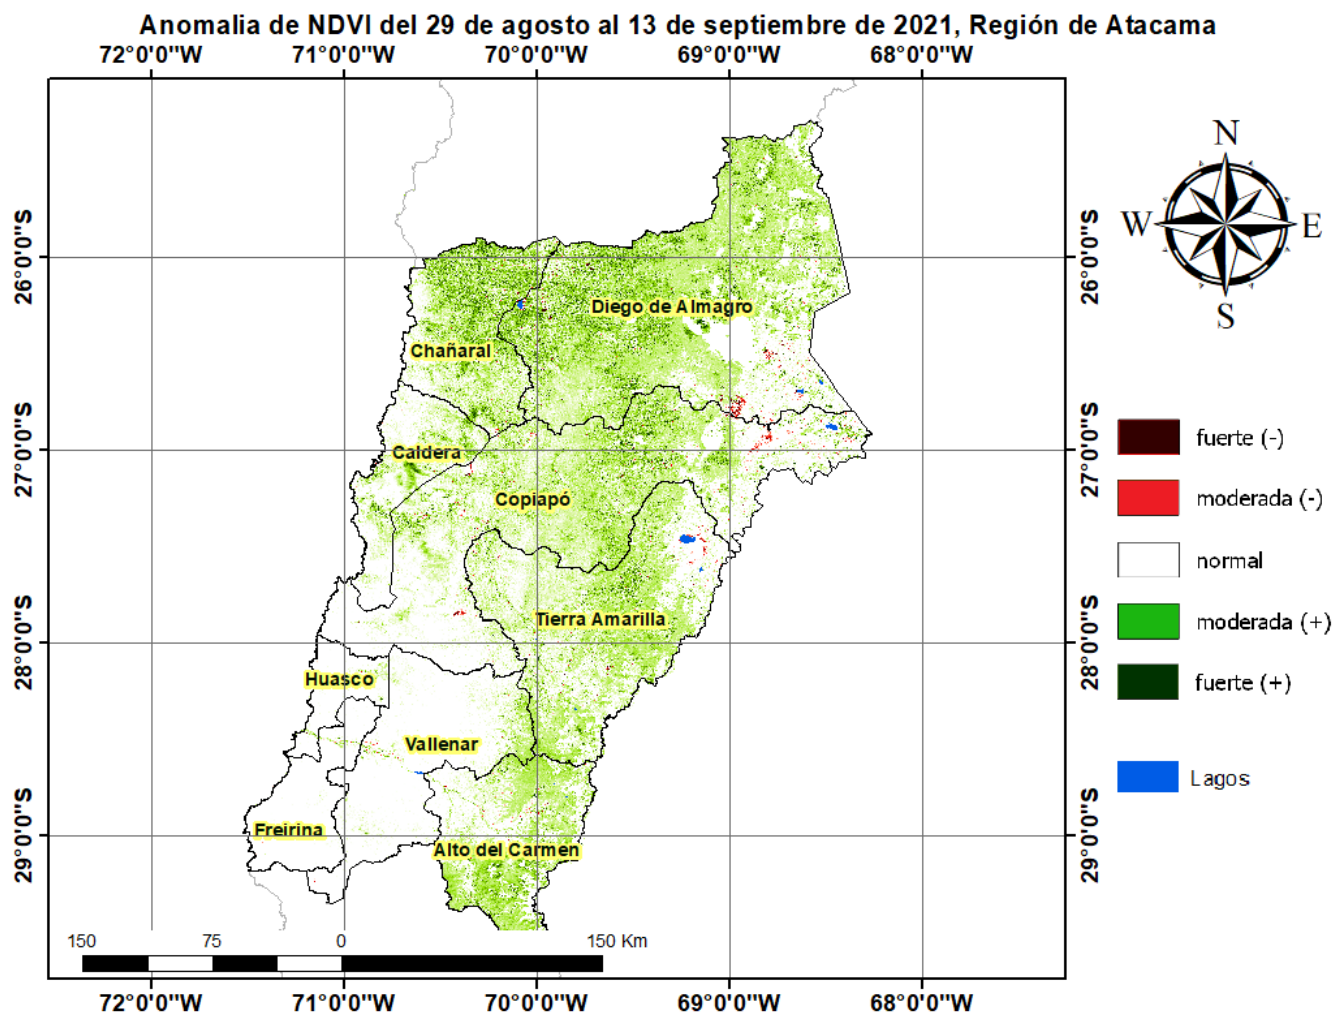 Anomalia de NDVI del 29 de agosto al 13 de septiembre de 2021, Región de Atacama
72°0'0"W 71°0'0"W 70°0'0"W 69°0'0"W 68°0'0"W
N
W E
S
26°0'0"S 26°0'0"S
Diego de Almagro
Chañaral
27°0'0"S 27°0'0"S
Caldera
Copiapó
fuerte (-)
moderada (-)
normal
moderada (+)
fuerte (+)
Lagos
28°0'0"S 28°0'0"S
Tierra Amarilla
Huasco
Vallenar
29°0'0"S 29°0'0"S
Freirina
Alto del Carmen
150 75 0 150 Km
72°0'0"W 71°0'0"W 70°0'0"W 69°0'0"W 68°0'0"W